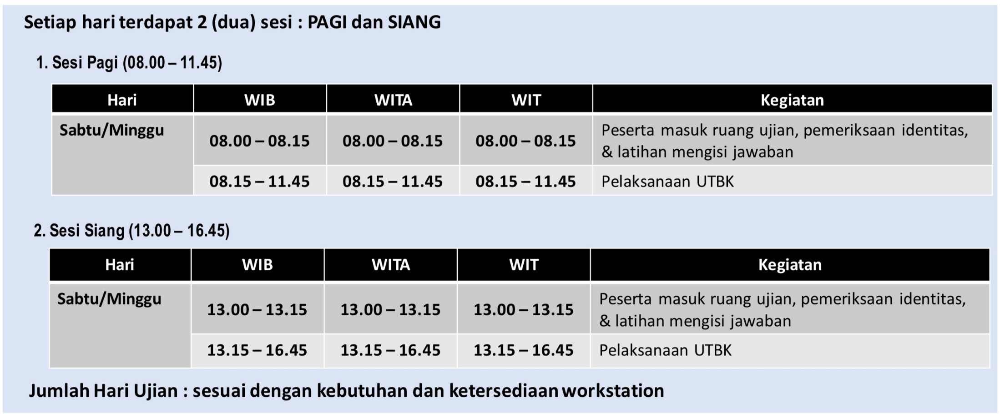 Setiap hari terdapat 2 (dua) sesi : PAGI dan SIANG
1. Sesi Pagi (08.00 – 11.45)
Hari WIB WITA WIT Kegiatan
Sabtu/Minggu 08.00 – 08.15 08.00 – 08.15 08.00 – 08.15 Peserta masuk ruang ujian, pemeriksaan identitas,
& latihan mengisi jawaban
08.15 – 11.45 08.15 – 11.45 08.15 – 11.45 Pelaksanaan UTBK
2. Sesi Siang (13.00 – 16.45)
Hari WIB WITA WIT Kegiatan
Sabtu/Minggu 13.00 – 13.15 13.00 – 13.15 13.00 – 13.15 Peserta masuk ruang ujian, pemeriksaan identitas,
& latihan mengisi jawaban
13.15 – 16.45 13.15 – 16.45 13.15 – 16.45 Pelaksanaan UTBK
Jumlah Hari Ujian : sesuai dengan kebutuhan dan ketersediaan workstation